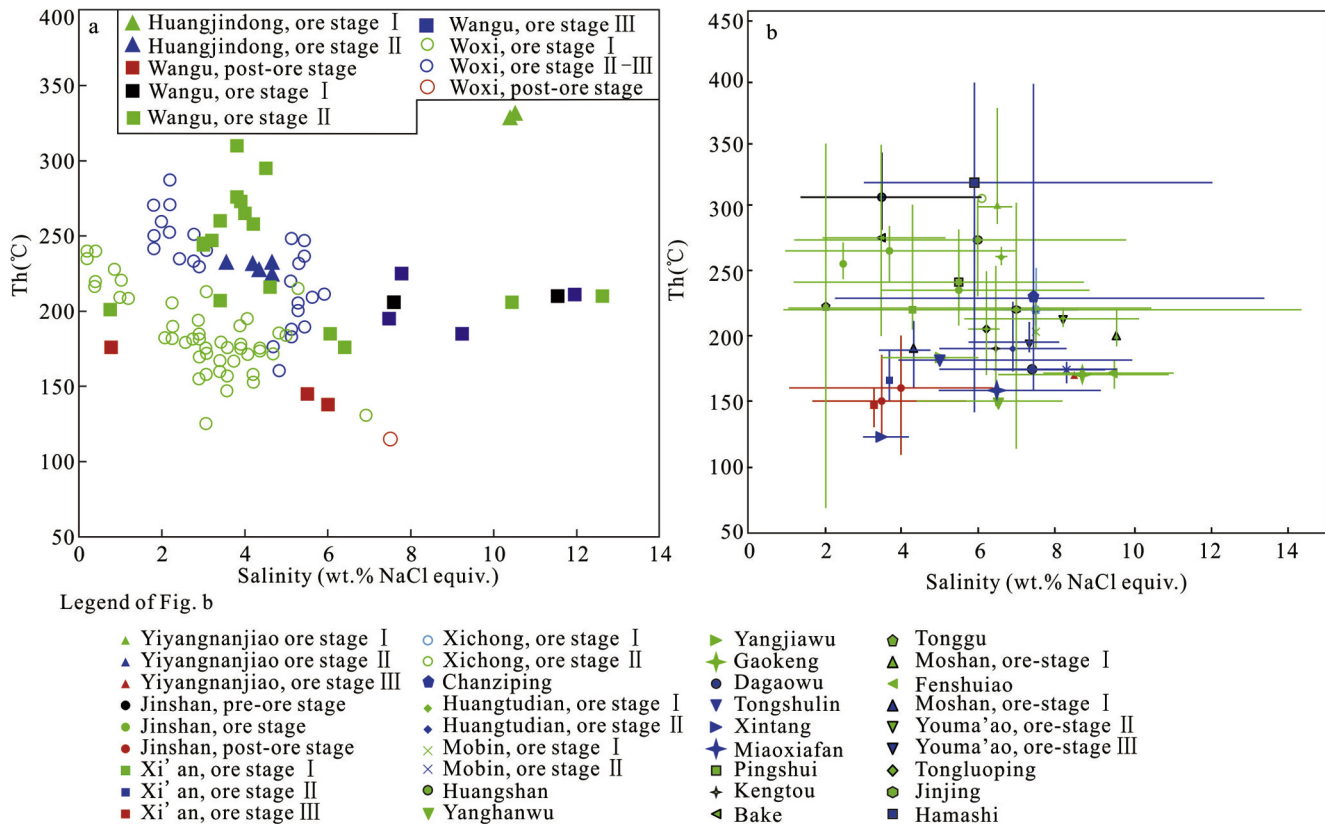 a
Huangjindong, ore stage Ⅰ
Huangjindong, ore stage Ⅱ
Wangu, post-ore stage
Wangu, ore stage Ⅰ
Wangu, ore stage Ⅱ
Wangu, ore stage Ⅲ
Woxi, ore stage Ⅰ
Woxi, ore stage Ⅱ-Ⅲ
Woxi, post-ore stage
400
350
300
250
200
150
100
50
Th(℃)
0 2 4 6 8 10 12 14
Salinity (wt.% NaCl equiv.)
b
450
400
350
300
250
200
150
100
50
Th(℃)
2 4 6 8 10 12 14
Salinity (wt.% NaCl equiv.)
Legend of Fig. b
Yiyangnanjiao ore stage Ⅰ
Yiyangnanjiao ore stage Ⅱ
Yiyangnanjiao, ore stage Ⅲ
Jinshan, pre-ore stage
Jinshan, ore stage
Jinshan, post-ore stage
Xi' an, ore stage Ⅰ
Xi' an, ore stage Ⅱ
Xi' an, ore stage Ⅲ
Xichong, ore stage Ⅰ
Xichong, ore stage Ⅱ
Chanziping
Huangtudian, ore stage Ⅰ
Huangtudian, ore stage Ⅱ
Mobin, ore stage Ⅰ
Mobin, ore stage Ⅱ
Huangshan
Yanghanwu
Yangjiawu
Gaokeng
Dagaowu
Tongshulin
Xintang
Miaoxiafan
Pingshui
Kengtou
Bake
Tonggu
Moshan, ore-stage Ⅰ
Fenshuiao
Moshan, ore-stage Ⅰ
Youma'ao, ore-stage Ⅱ
Youma'ao, ore-stage Ⅲ
Tongluoping
Jinjing
Hamashi